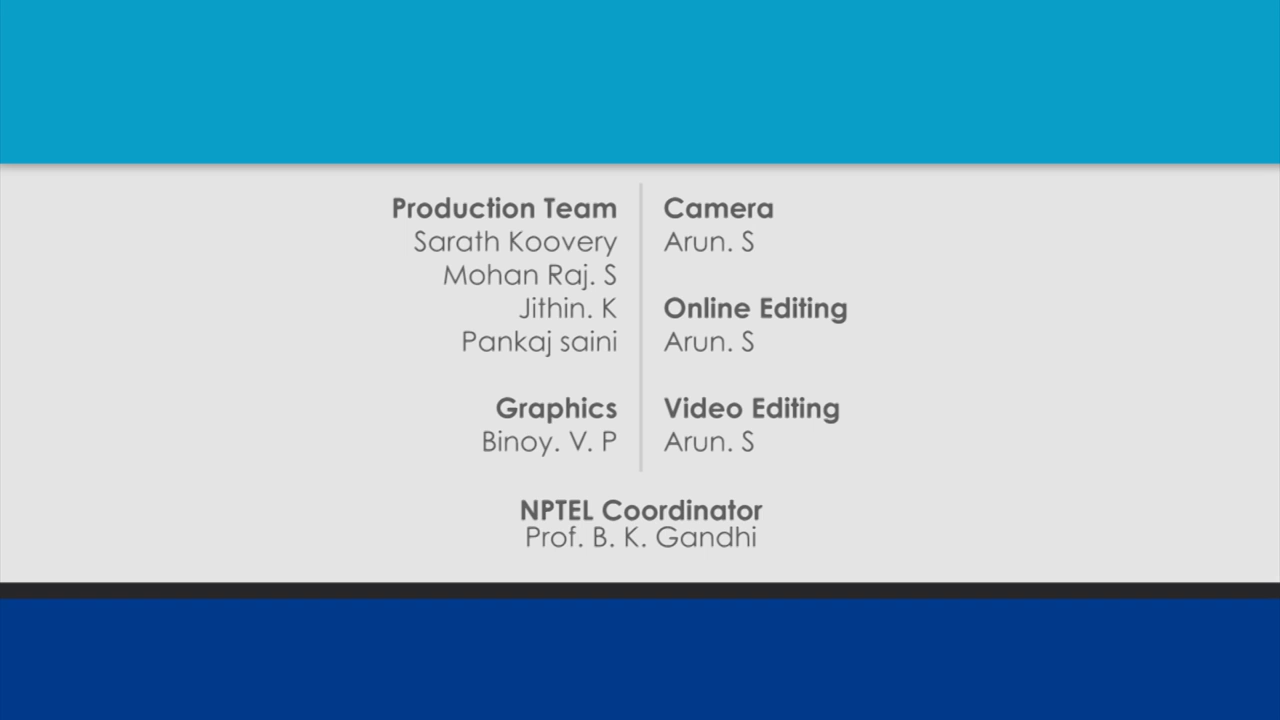 Production Team
Sarath Koovery
Mohan Raj. S
Jithin. K
Pankaj saini
Graphics
Binoy. V. P
Camera
Arun. S
Online Editing
Arun. S
Video Editing
Arun. S
NPTEL Coordinator
Prof. B. K. Gandhi